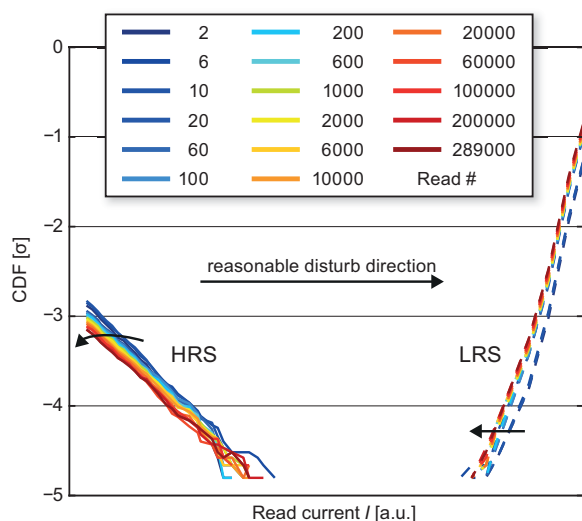 2 200 20000
6 600 60000
10 1000 100000
20 2000 200000
60 6000 289000
100 10000 Read #
0
−1
−2
−3
−4
−5
CDF [σ]
reasonable disturb direction
HRS
LRS
Read current I [a.u.]